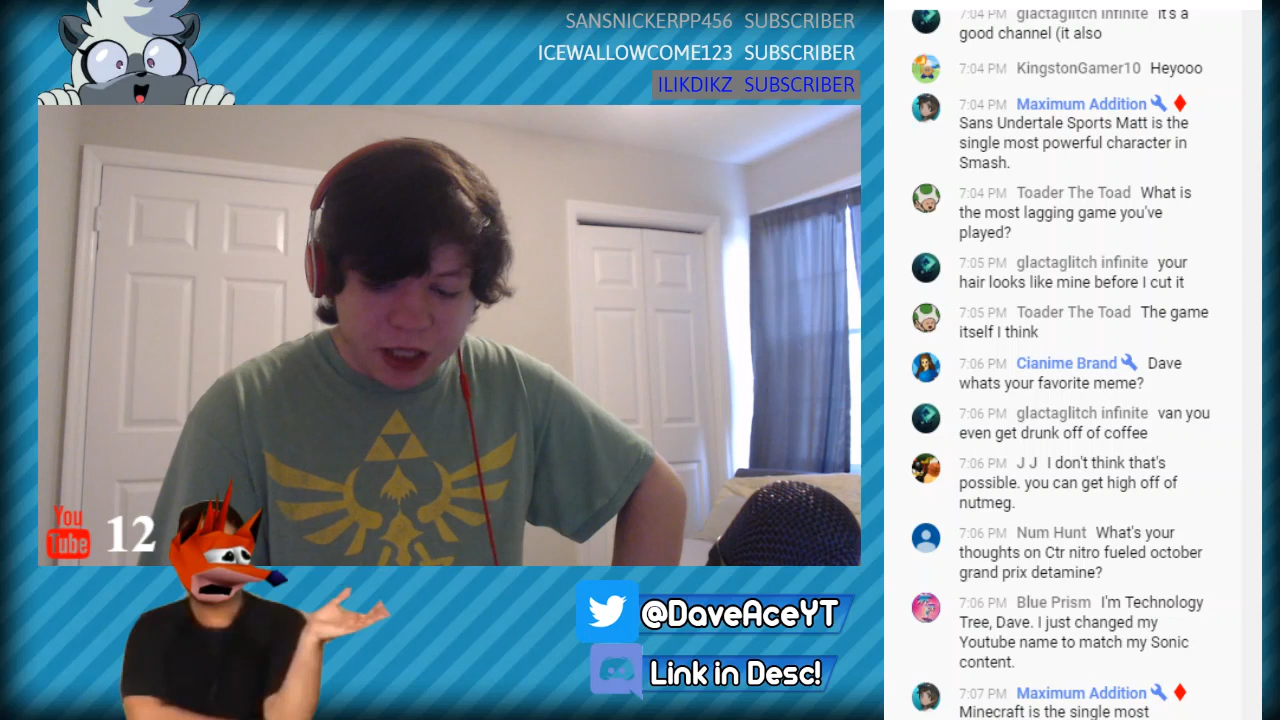 SANSNICKERPP456 SUBSCRIBER
ICEWALLOWCOME123 SUBSCRIBER
ILIKDIKZ SUBSCRIBER
You
Tube
12
@DaveAceYT
Link in Desc!
7:04 PM glactaglitch infinite it's a
good channel (it also
7:04 PM KingstonGamer10 Heyooo
7:04 PM Maximum Addition
Sans Undertale Sports Matt is the
single most powerful character in
Smash.
7:04 PM Toader The Toad What is
the most lagging game you've
played?
7:05 PM glactaglitch infinite your
hair looks like mine before I cut it
7:05 PM Toader The Toad The game
itself I think
7:06 PM Cianime Brand Dave
whats your favorite meme?
7:06 PM glactaglitch infinite van you
even get drunk off of coffee
7:06 PM J J I don't think that's
possible. you can get high off of
nutmeg.
7:06 PM Num Hunt What's your
thoughts on Ctr nitro fueled october
grand prix detamine?
7:06 PM Blue Prism I'm Technology
Tree, Dave. I just changed my
Youtube name to match my Sonic
content.
7:07 PM Maximum Addition
Minecraft is the single most